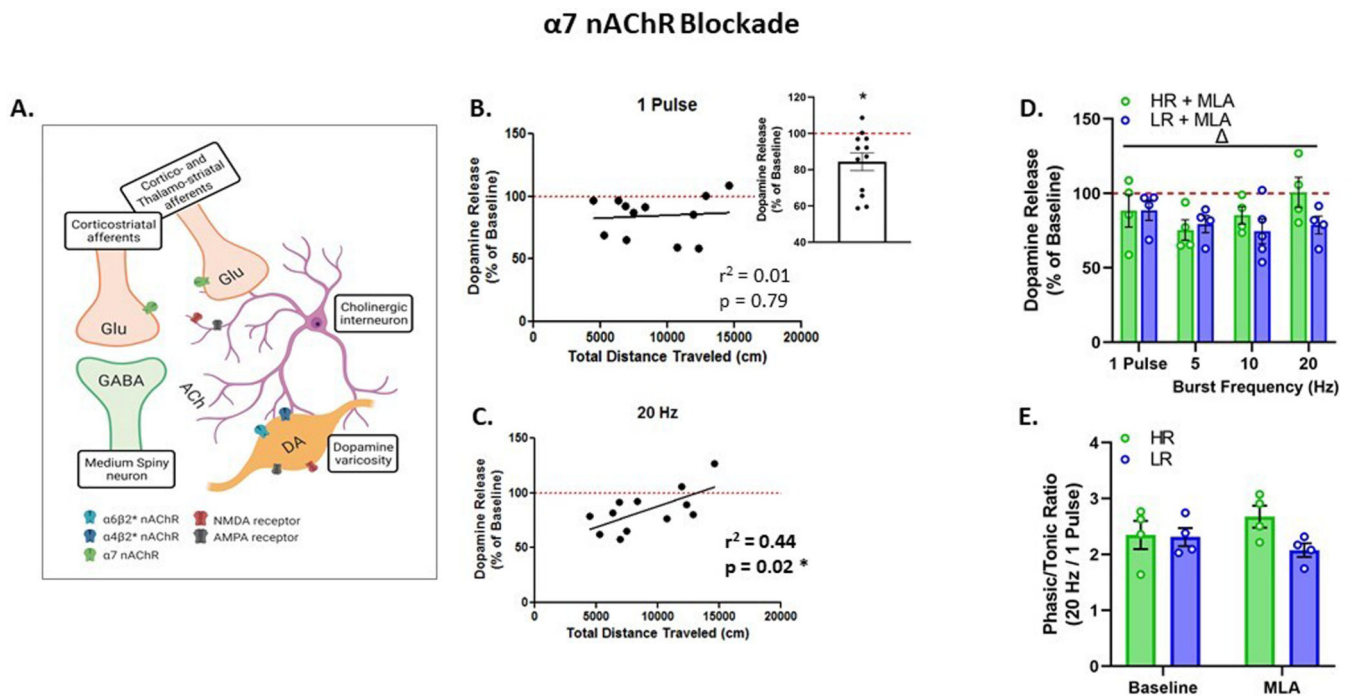 α7 nAChR Blockade
A.
Cortico- and
Thalamo-striatal
afferents
Corticostriatal
afferents
Glu
Glu
Cholinergic
interneuron
GABA
ACh
DA
Dopamine
varicosity
Medium Spiny
neuron
α6β2* nAChR
α4β2* nAChR
α7 nAChR
NMDA receptor
AMPA receptor
B.
1 Pulse
Dopamine Release
(% of Baseline)
150
100
50
0
0
5000
10000
15000
20000
Total Distance Traveled (cm)
r² = 0.01
p = 0.79
Dopamine Release
(% of Baseline)
120
100
80
60
40
*
C.
20 Hz
Dopamine Release
(% of Baseline)
150
100
50
0
0
5000
10000
15000
20000
Total Distance Traveled (cm)
r² = 0.44
p = 0.02 *
D.
HR + MLA
LR + MLA
Δ
Dopamine Release
(% of Baseline)
150
100
50
0
1 Pulse
5
10
20
Burst Frequency (Hz)
E.
HR
LR
Phasic/Tonic Ratio
(20 Hz / 1 Pulse)
4
3
2
1
0
Baseline
MLA